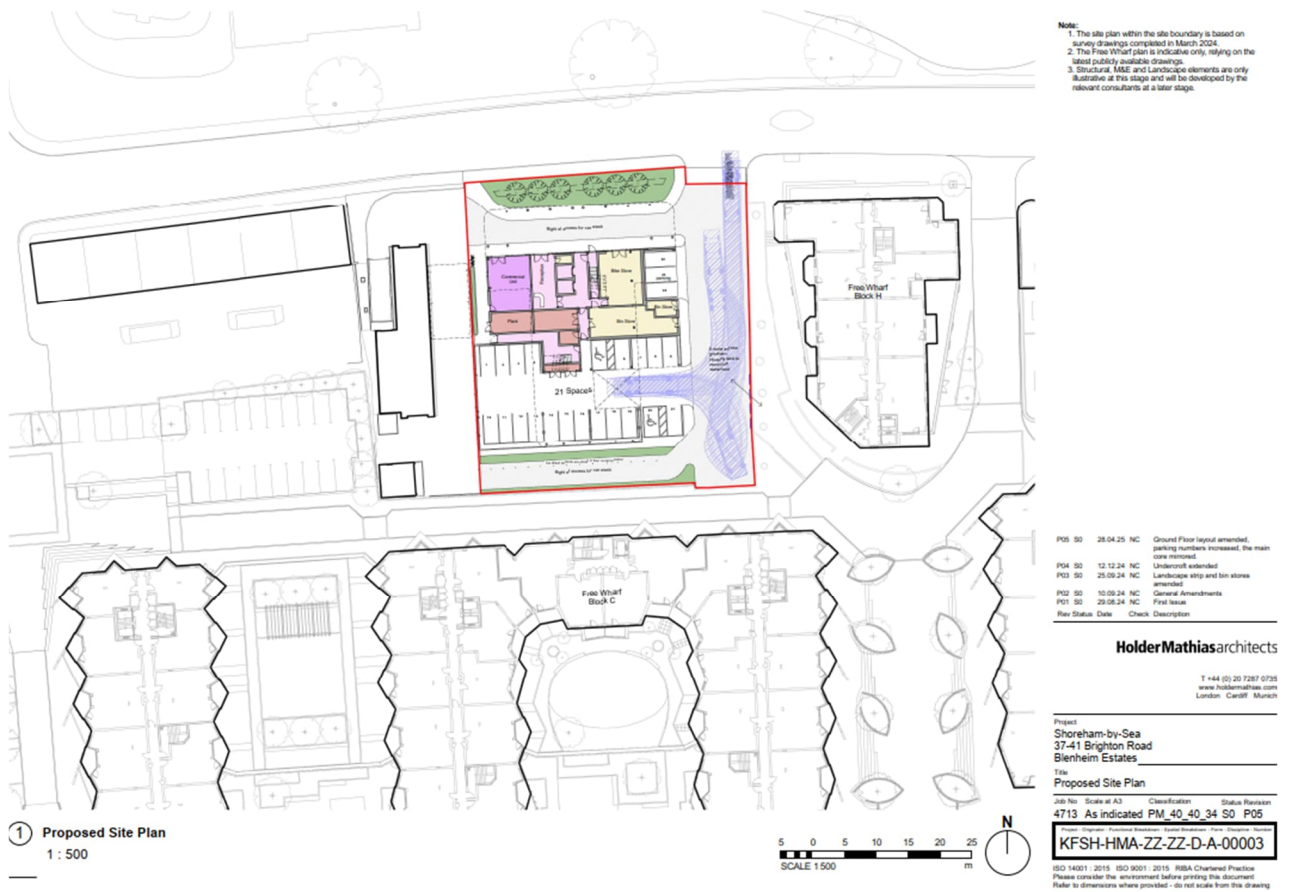 Note:
1. The site plan within the site boundary is based on
survey drawings completed in March 2024.
2. The Free Wharf plan is indicative only, relying on the
latest publicly available drawings.
3. Structural, M&E and Landscape elements are only
illustrative at this stage and will be developed by the
relevant consultants at a later stage.
Commercial
Unit
Reception
Bike Store
Bin Store
Bin Store
Plant
21 Spaces
Free Wharf
Block H
Free Wharf
Block C
P05 S0 28.04.25 NC Ground Floor layout amended,
parking numbers increased, the main
core mirrored.
P04 S0 12.12.24 NC Undercroft extended
P03 S0 25.09.24 NC Landscape strip and bin stores
amended
P02 S0 10.09.24 NC General Amendments
P01 S0 29.08.24 NC First Issue
Rev Status Date Check Description
HolderMathiasarchitects
T +44 (0) 20 7287 0735
www.holdermathias.com
London Cardiff Munich
Project
Shoreham-by-Sea
37-41 Brighton Road
Blenheim Estates
Title
Proposed Site Plan
Job No Scale at A3 Classification Status Revision
4713 As indicated PM_40_40_34 S0 P05
Project - Originator - Functional Breakdown - Spatial Breakdown - Form - Discipline - Number
KFSH-HMA-ZZ-ZZ-D-A-00003
ISO 14001 : 2015 ISO 9001 : 2015 RIBA Chartered Practice
Please consider the environment before printing this document
Refer to dimensions where provided - do not scale from the drawing
1 Proposed Site Plan
1 : 500
5 0 5 10 15 20 25
SCALE 1:500 m
N